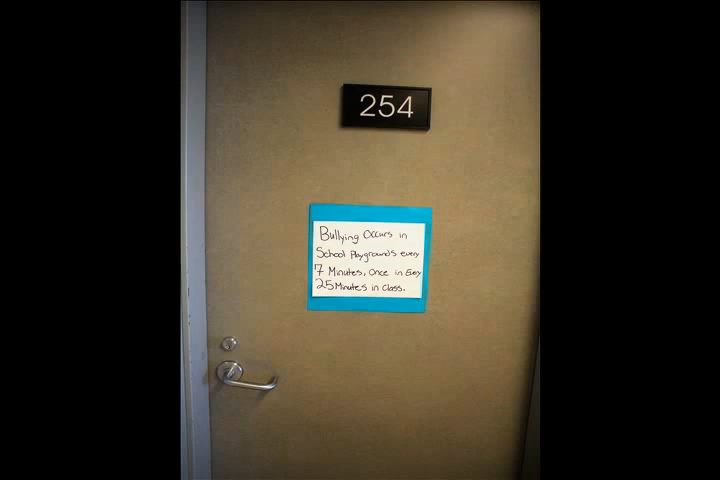 254
Bullying Occurs in
School Playgrounds every
7 Minutes, Once in Every
25 Minutes in Class.